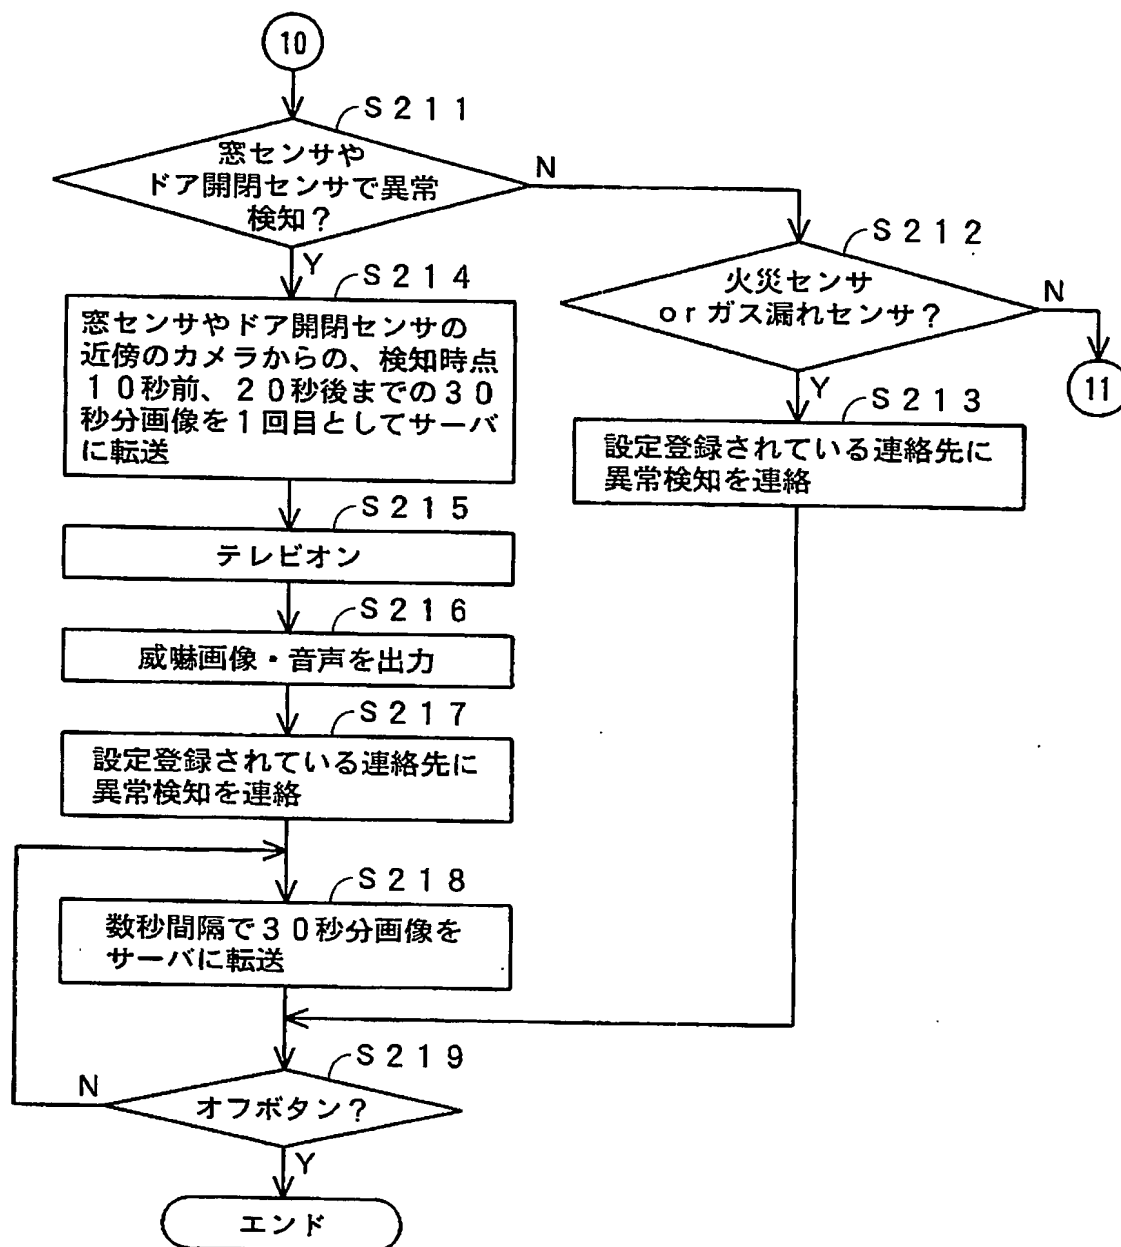 10
S211
窓センサや
ドア開閉センサで異常
検知？
N
Y
S212
火災センサ
orガス漏れセンサ？
N
11
Y
S213
設定登録されている連絡先に
異常検知を連絡
S214
窓センサやドア開閉センサの
近傍のカメラからの、検知時点
１０秒前、２０秒後までの３０
秒分画像を１回目としてサーバ
に転送
S215
テレビオン
S216
威嚇画像・音声を出力
S217
設定登録されている連絡先に
異常検知を連絡
S218
数秒間隔で３０秒分画像を
サーバに転送
S219
オフボタン？
N
Y
エンド